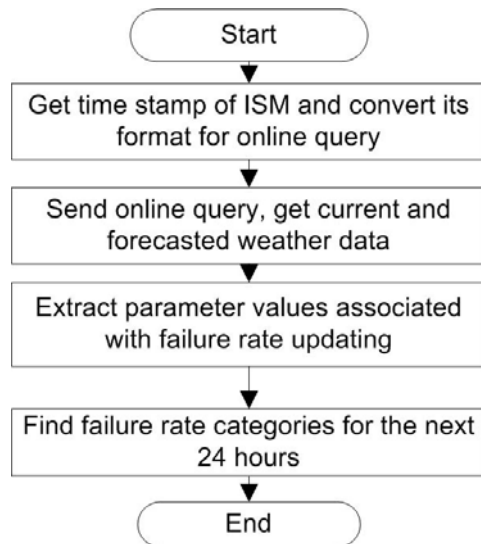 Start
Get time stamp of ISM and convert its
format for online query
Send online query, get current and
forecasted weather data
Extract parameter values associated
with failure rate updating
Find failure rate categories for the next
24 hours
End